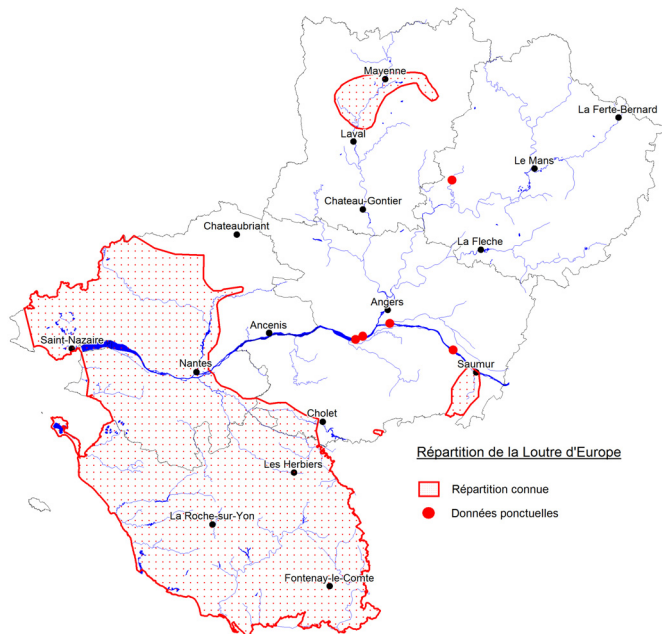 Mayenne
La Ferte-Bernard
Laval
Le Mans
Chateau-Gontier
Chateaubriant
La Fleche
Angers
Ancenis
Saint-Nazaire
Nantes
Saumur
Cholet
Répartition de la Loutre d'Europe
Les Herbiers
Répartition connue
Données ponctuelles
La Roche-sur-Yon
Fontenay-le-Comte